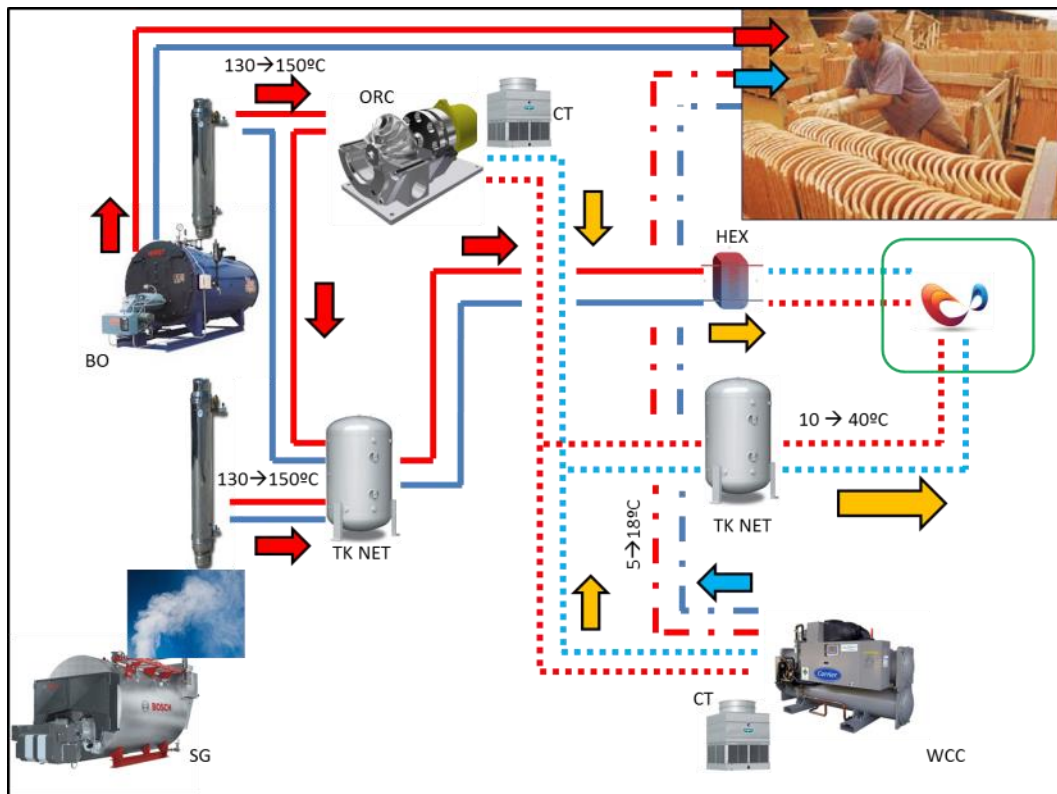 130→150ºC
ORC
CT
HEX
BO
10 → 40ºC
130→150ºC
TK NET
TK NET
5→18ºC
BOSCH
SG
CT
Carrier
WCC